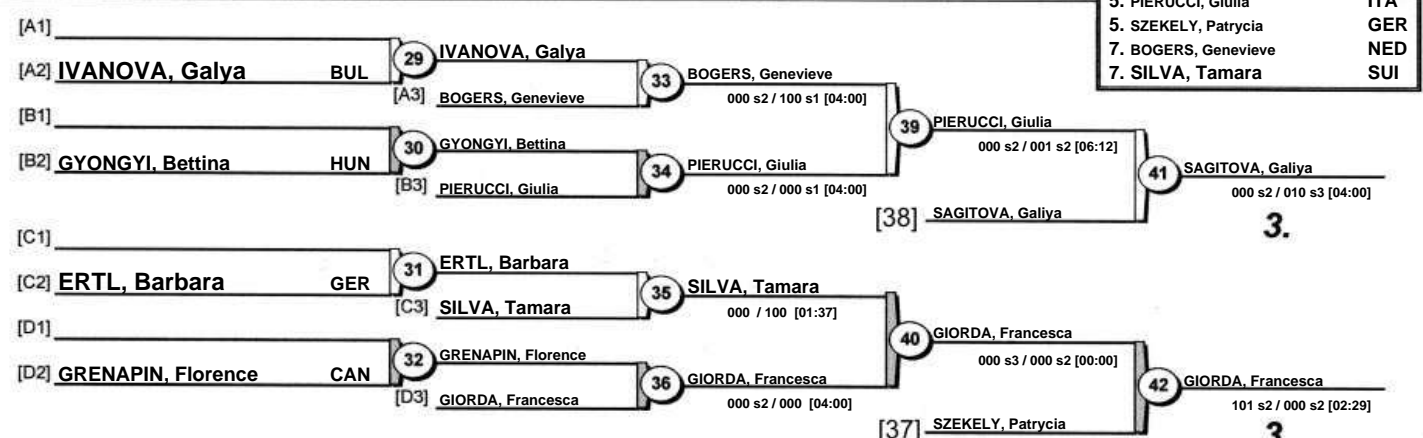 5. PIERUCCI, Giulia ITA
5. SZEKELY, Patrycia GER
7. BOGERS, Genevieve NED
7. SILVA, Tamara SUI
[A1]
[A2] IVANOVA, Galya BUL
29
IVANOVA, Galya
[A3] BOGERS, Genevieve
33
BOGERS, Genevieve
000 s2 / 100 s1 [04:00]
[B1]
[B2] GYONGYI, Bettina HUN
30
GYONGYI, Bettina
[B3] PIERUCCI, Giulia
34
PIERUCCI, Giulia
000 s2 / 000 s1 [04:00]
39
PIERUCCI, Giulia
000 s2 / 001 s2 [06:12]
[38] SAGITOVA, Galiya
41
SAGITOVA, Galiya
000 s2 / 010 s3 [04:00]
3.
[C1]
[C2] ERTL, Barbara GER
31
ERTL, Barbara
[C3] SILVA, Tamara
35
SILVA, Tamara
000 / 100 [01:37]
[D1]
[D2] GRENAPIN, Florence CAN
32
GRENAPIN, Florence
[D3] GIORDA, Francesca
36
GIORDA, Francesca
000 s2 / 000 [04:00]
40
GIORDA, Francesca
000 s3 / 000 s2 [00:00]
[37] SZEKELY, Patrycia
42
GIORDA, Francesca
101 s2 / 000 s2 [02:29]
3.